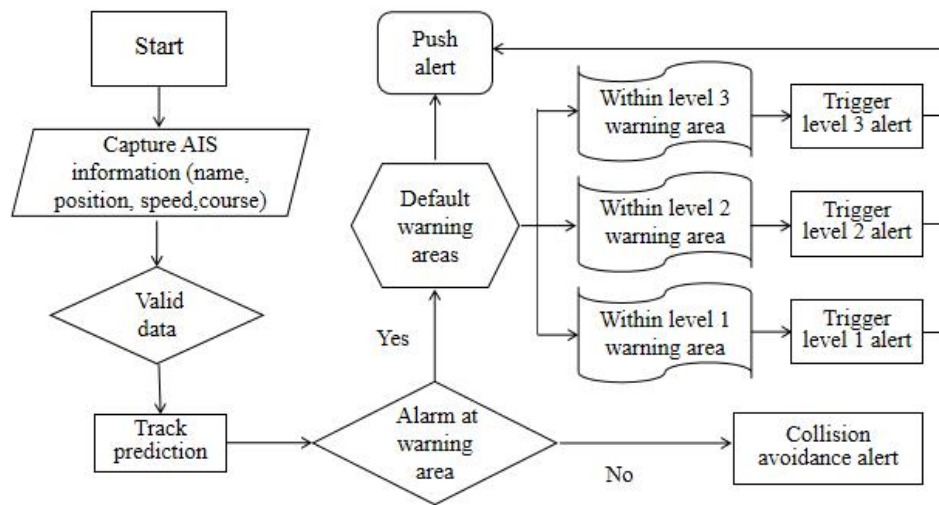 Start
Capture AIS
information (name,
position, speed,course)
Valid
data
Track
prediction
Alarm at
warning
area
Yes
No
Collision
avoidance alert
Default
warning
areas
Push
alert
Within level 3
warning area
Trigger
level 3 alert
Within level 2
warning area
Trigger
level 2 alert
Within level 1
warning area
Trigger
level 1 alert